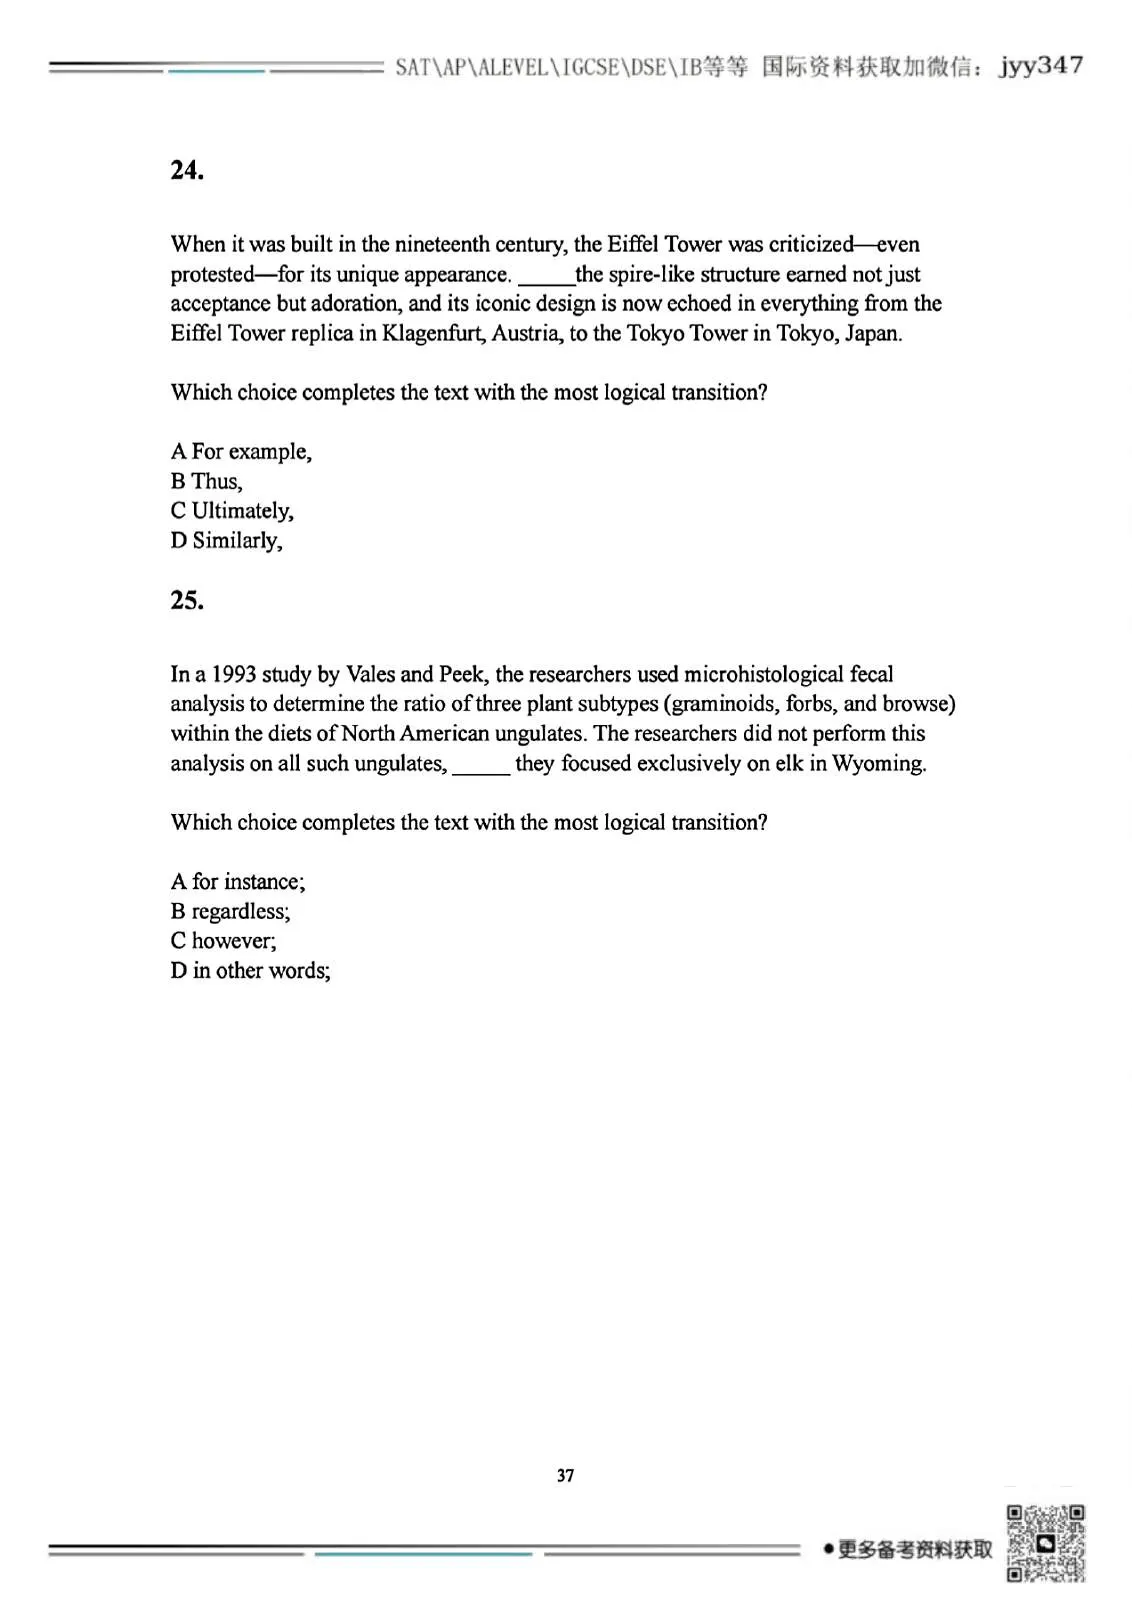 SAT\AP\ALEVEL\IGCSE\DSE\IB等等 国际资料获取加微信：jyy347
24.
When it was built in the nineteenth century, the Eiffel Tower was criticized—even
protested—for its unique appearance. _____the spire-like structure earned not just
acceptance but adoration, and its iconic design is now echoed in everything from the
Eiffel Tower replica in Klagenfurt, Austria, to the Tokyo Tower in Tokyo, Japan.
Which choice completes the text with the most logical transition?
A For example,
B Thus,
C Ultimately,
D Similarly,
25.
In a 1993 study by Vales and Peek, the researchers used microhistological fecal
analysis to determine the ratio of three plant subtypes (graminoids, forbs, and browse)
within the diets of North American ungulates. The researchers did not perform this
analysis on all such ungulates, _____ they focused exclusively on elk in Wyoming.
Which choice completes the text with the most logical transition?
A for instance;
B regardless;
C however;
D in other words;
37
●更多备考资料获取